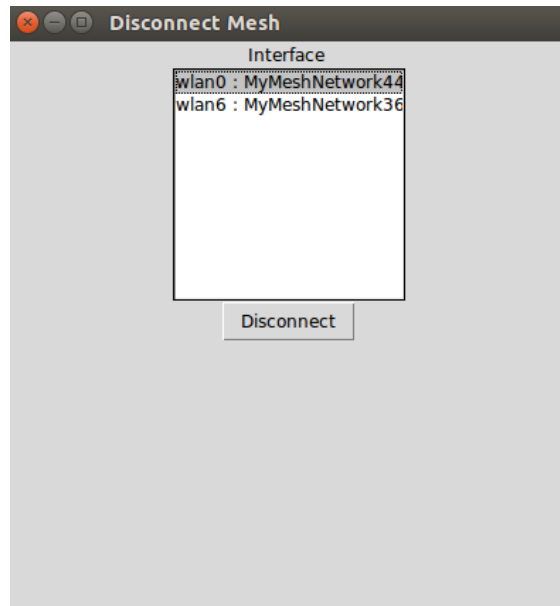 Disconnect Mesh
Interface
wlan0 : MyMeshNetwork44
wlan6 : MyMeshNetwork36
Disconnect